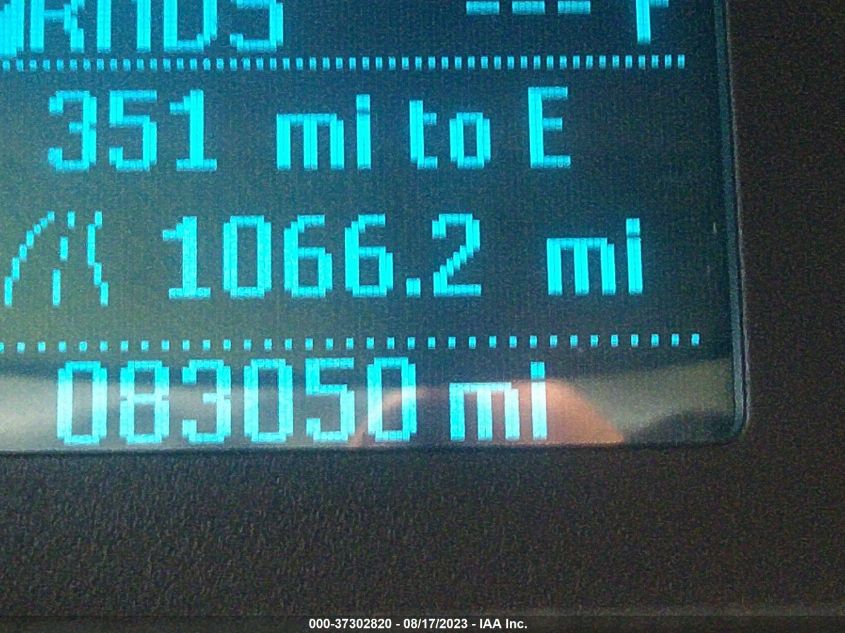 351 mi to E
1066.2 mi
083050 mi
000-37302820 - 08/17/2023 - IAA Inc.